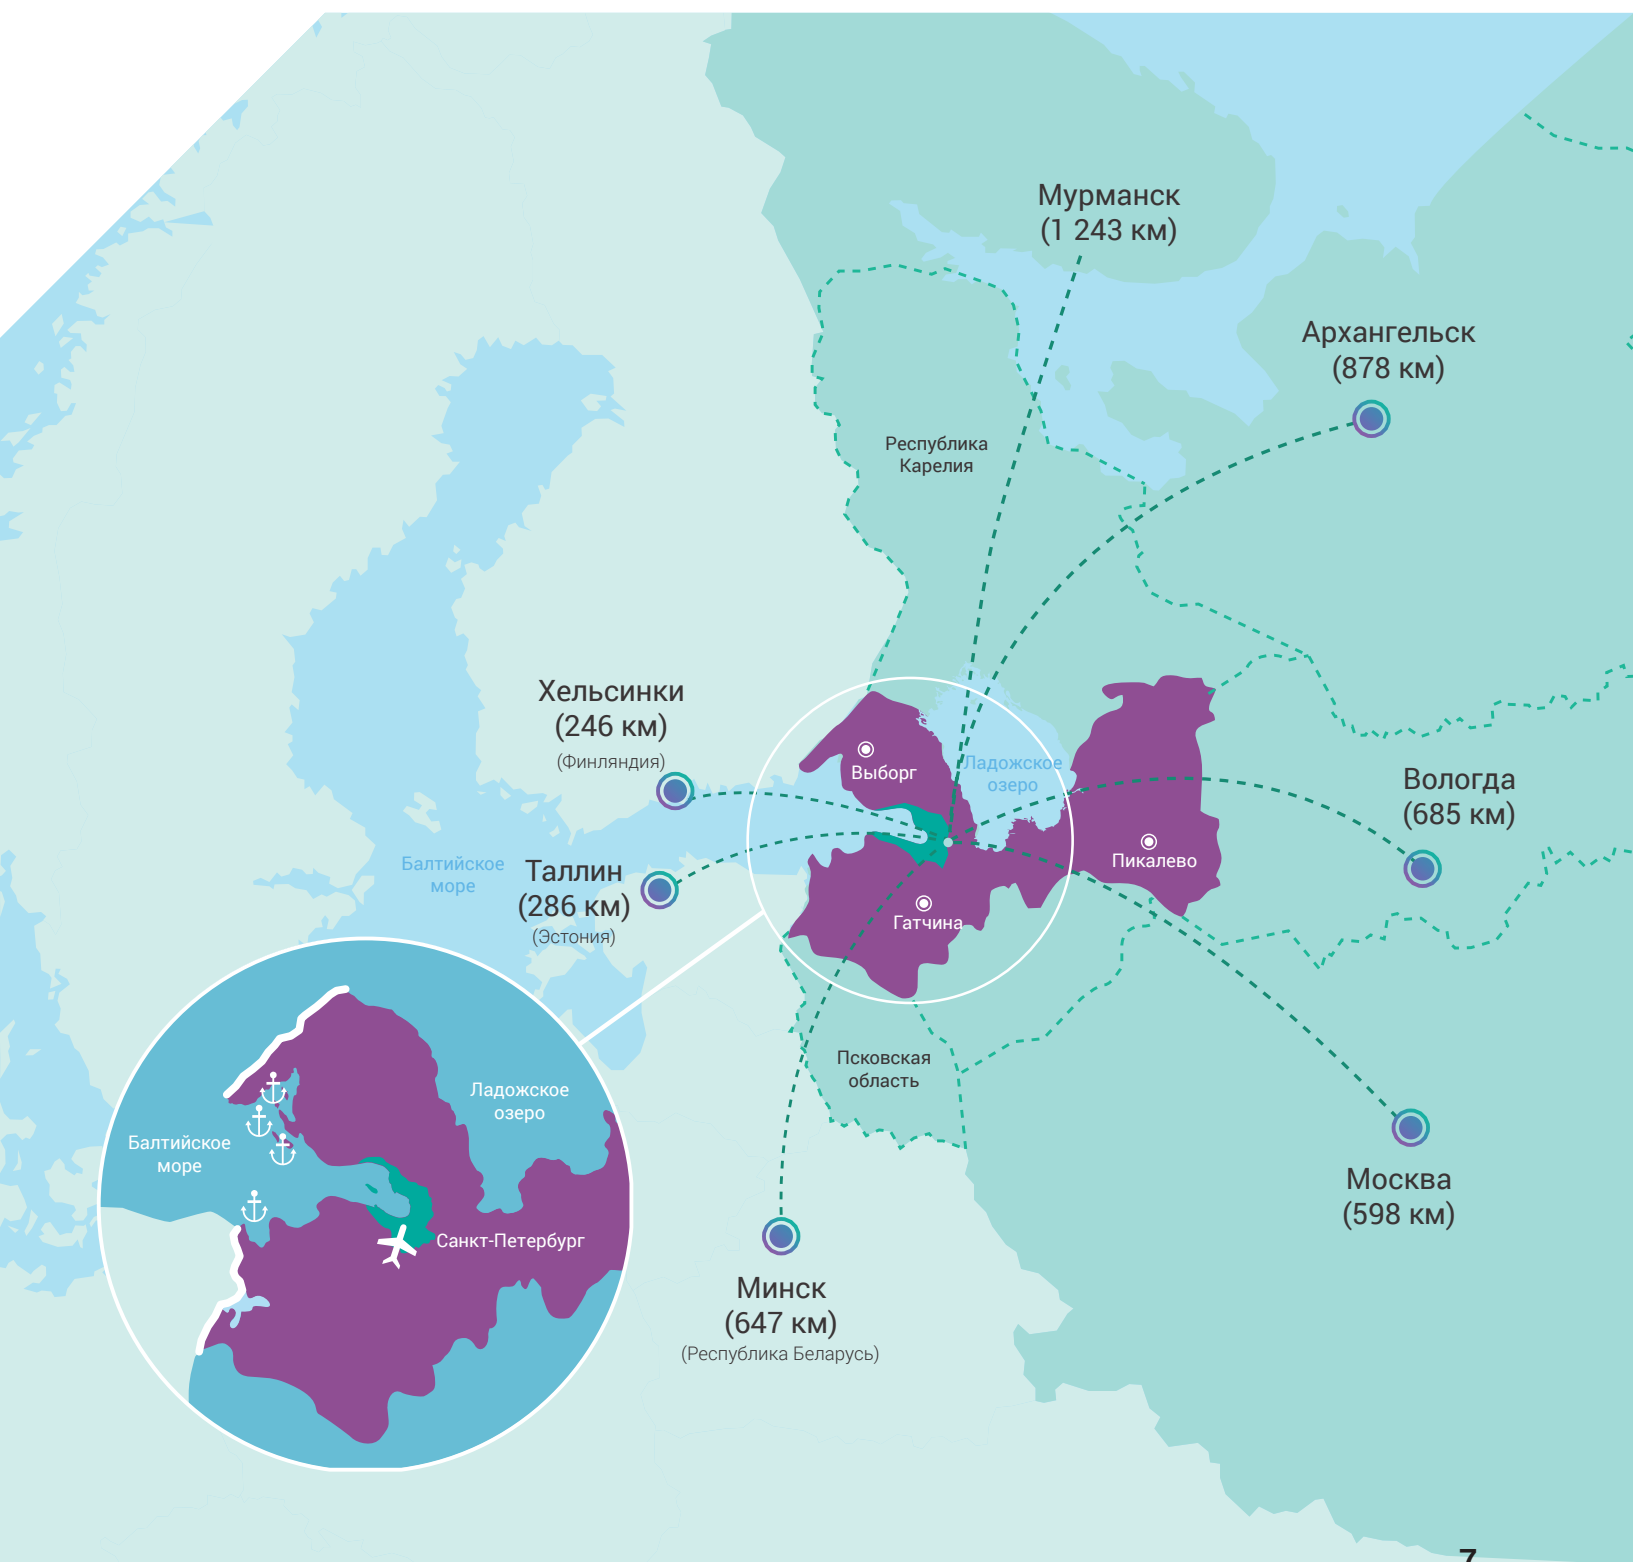 Мурманск
(1 243 км)
Архангельск
(878 км)
Республика
Карелия
Хельсинки
(246 км)
(Финляндия)
Выборг
Ладожское
озеро
Вологда
(685 км)
Пикалево
Балтийское
море
Таллин
(286 км)
(Эстония)
Гатчина
Псковская
область
Ладожское
озеро
Балтийское
море
Санкт-Петербург
Москва
(598 км)
Минск
(647 км)
(Республика Беларусь)
7